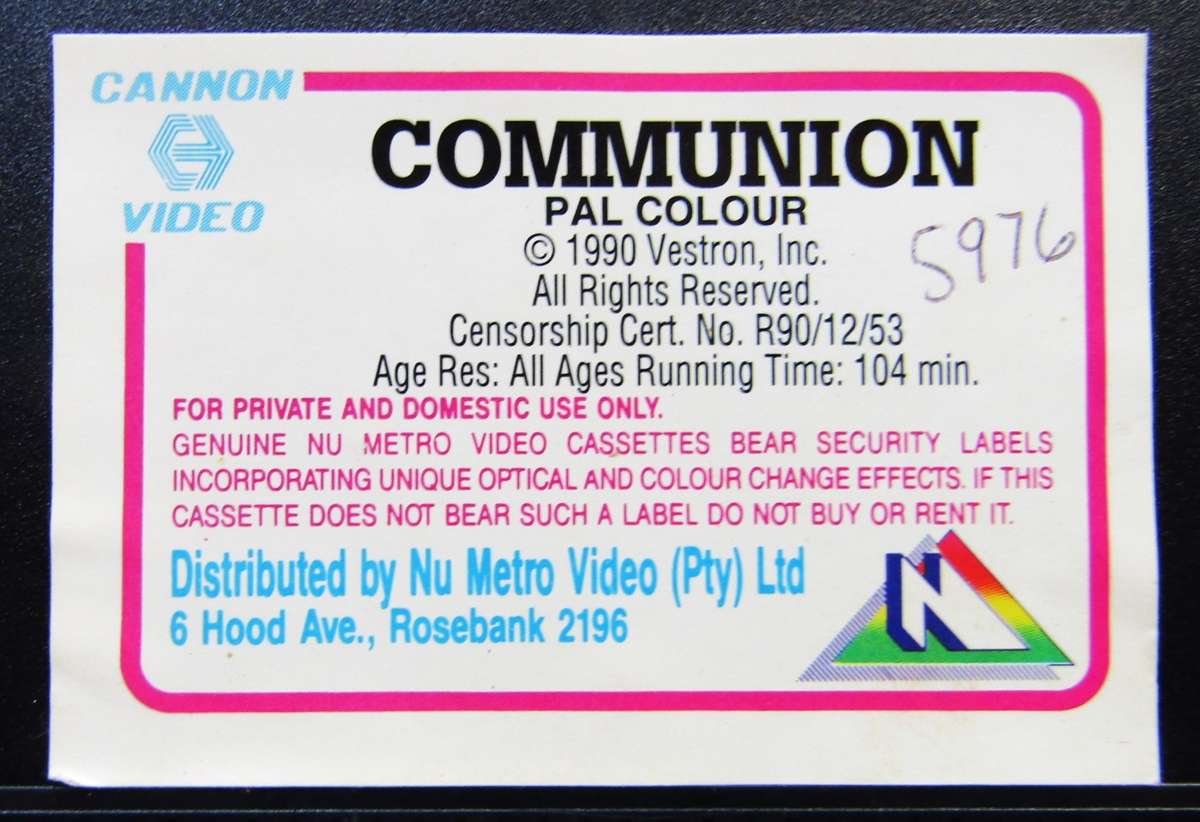 CANNON
VIDEO
COMMUNION
PAL COLOUR
© 1990 Vestron, Inc.
5976
All Rights Reserved.
Censorship Cert. No. R90/12/53
Age Res: All Ages Running Time: 104 min.
FOR PRIVATE AND DOMESTIC USE ONLY.
GENUINE NU METRO VIDEO CASSETTES BEAR SECURITY LABELS
INCORPORATING UNIQUE OPTICAL AND COLOUR CHANGE EFFECTS. IF THIS
CASSETTE DOES NOT BEAR SUCH A LABEL DO NOT BUY OR RENT IT.
Distributed by Nu Metro Video (Pty) Ltd
6 Hood Ave., Rosebank 2196
N